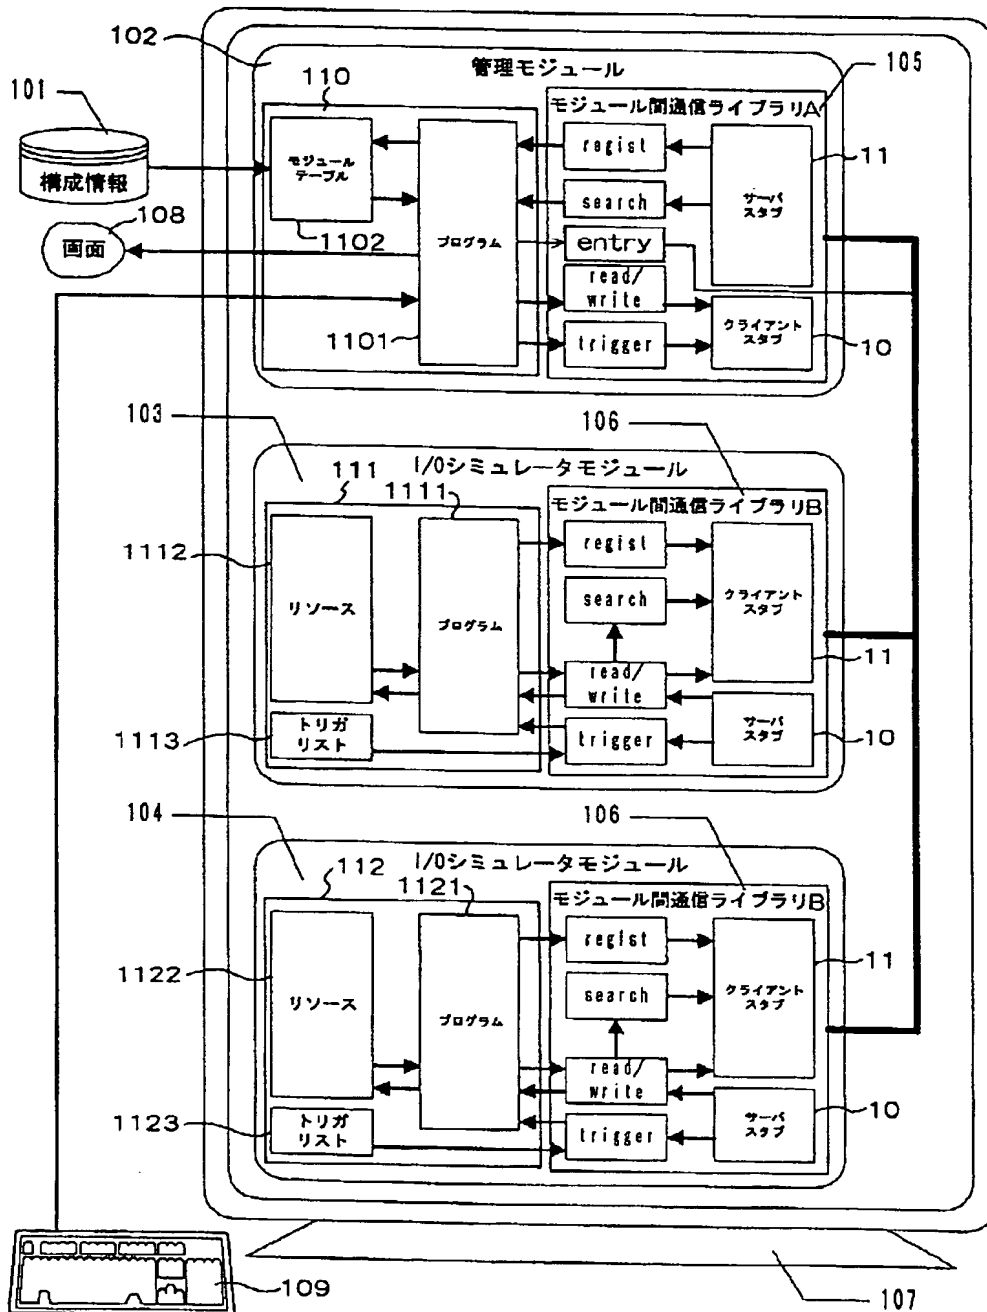 102
管理モジュール
105
101
110
モジュール間通信ライブラリA
構成情報
モジュール
テーブル
1102
プログラム
1101
regist
search
entry
read/
write
trigger
サーバ
スタブ
11
クライアント
スタブ
10
108
画面
103
106
I/Oシミュレータモジュール
111
1111
モジュール間通信ライブラリB
1112
リソース
プログラム
regist
search
read/
write
trigger
クライアント
スタブ
11
サーバ
スタブ
10
1113
トリガ
リスト
104
106
I/Oシミュレータモジュール
112
1121
モジュール間通信ライブラリB
1122
リソース
プログラム
regist
search
read/
write
trigger
クライアント
スタブ
11
サーバ
スタブ
10
1123
トリガ
リスト
109
107